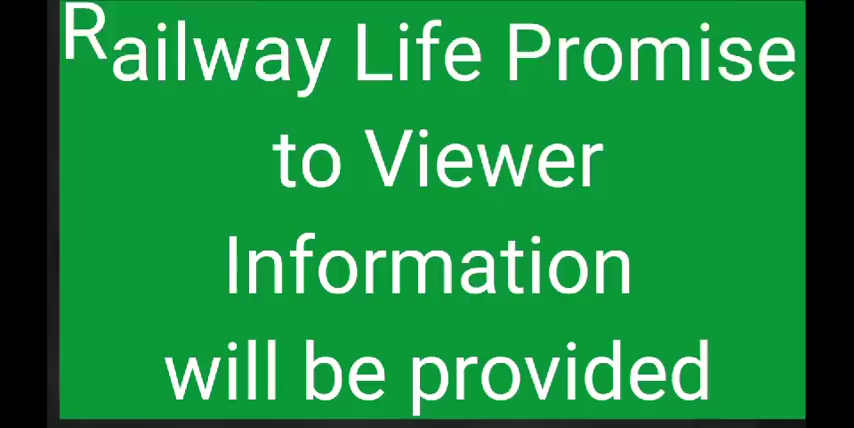 Railway Life Promise
to Viewer
Information
will be provided